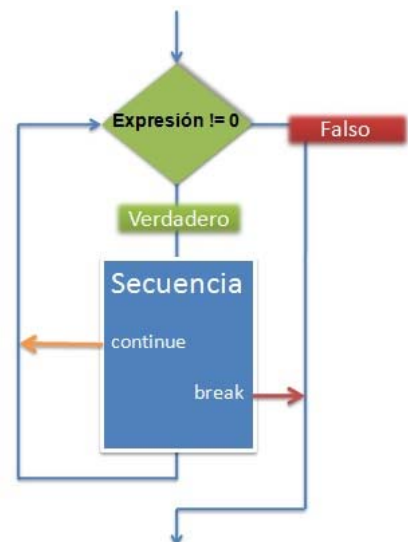 Expresión != 0
Falso
Verdadero
Secuencia
continue
break